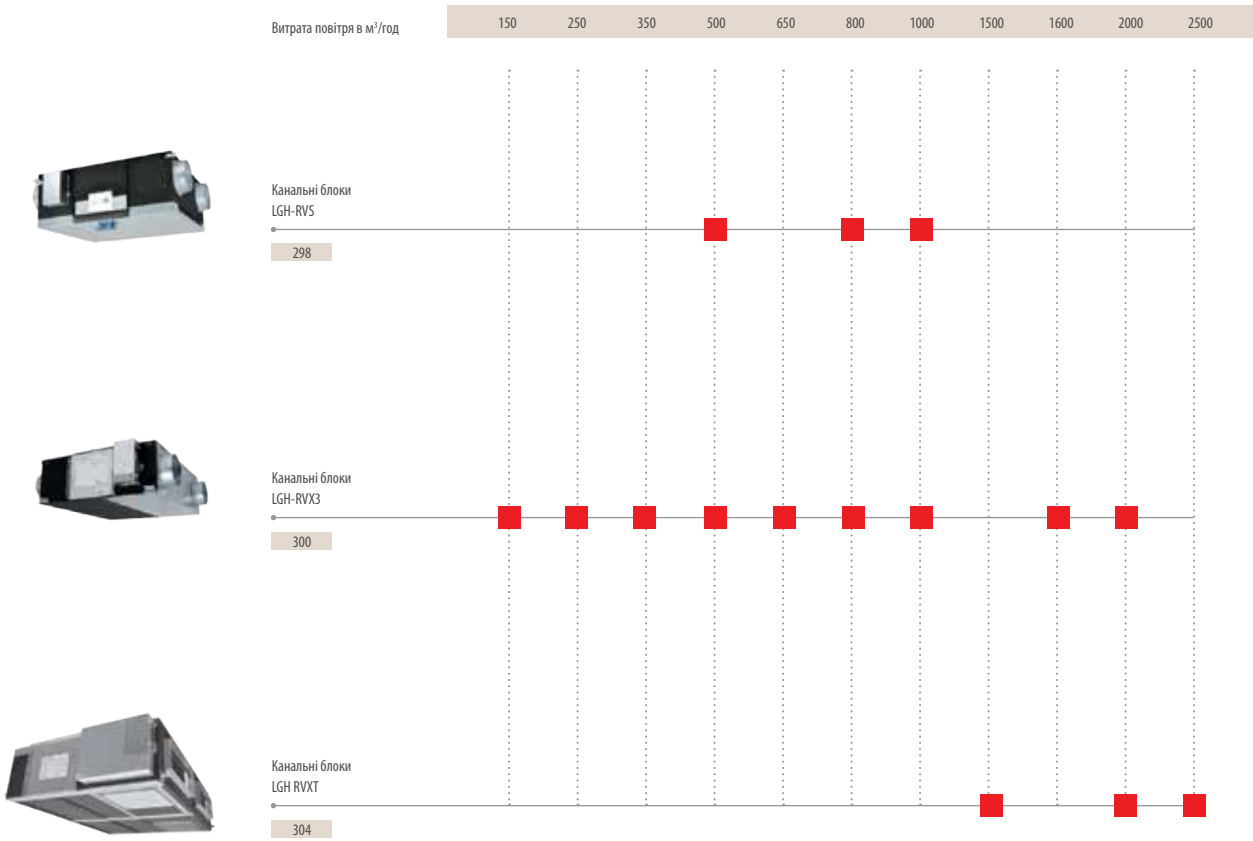 Витрата повітря в м³/год 150 250 350 500 650 800 1000 1500 1600 2000 2500
Канальні блоки
LGH-RVS
298
Канальні блоки
LGH-RVX3
300
Канальні блоки
LGH RVXT
304